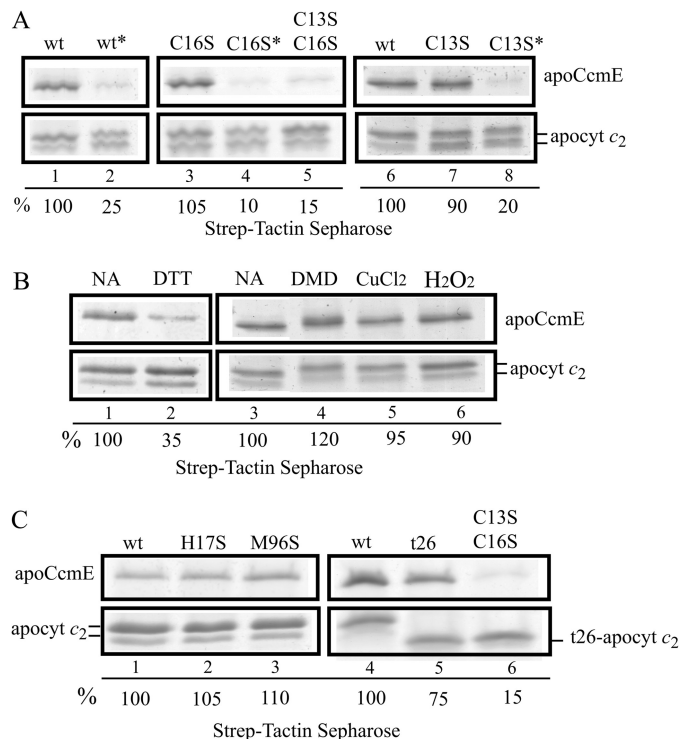 A
C13S
wt wt* C16S C16S* C16S wt C13S C13S*
apoCcmE
apocyt c2
1 2 3 4 5 6 7 8
% 100 25 105 10 15 100 90 20
Strep-Tactin Sepharose
B
NA DTT NA DMD CuCl2 H2O2
apoCcmE
apocyt c2
1 2 3 4 5 6
% 100 35 100 120 95 90
Strep-Tactin Sepharose
C
C13S
wt H17S M96S wt t26 C16S
apoCcmE
apocyt c2 t26-apocyt c2
1 2 3 4 5 6
% 100 105 110 100 75 15
Strep-Tactin Sepharose